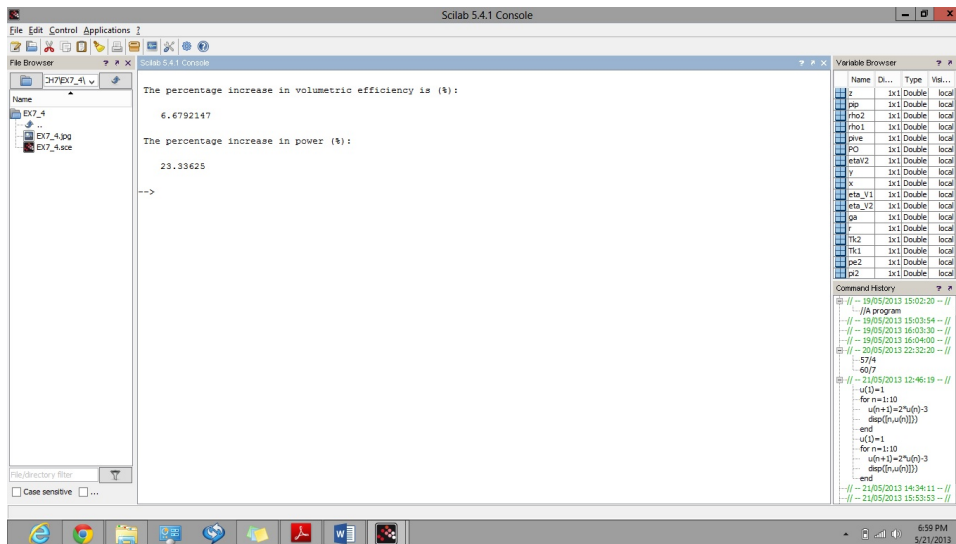 Scilab 5.4.1 Console
File Edit Control Applications ?
File Browser ? x
:H7\EX7_4\
Name
EX7_4
..
EX7_4.jpg
EX7_4.sce
File/directory filter
Case sensitive ...
Scilab 5.4.1 Console ? x
The percentage increase in volumetric efficiency is (%):
6.6792147
The percentage increase in power (%):
23.33625
-->
Variable Browser ?
Name Di... Type Visi...
z 1x1 Double local
pip 1x1 Double local
rho2 1x1 Double local
rho1 1x1 Double local
pive 1x1 Double local
PO 1x1 Double local
etaV2 1x1 Double local
y 1x1 Double local
x 1x1 Double local
eta_V1 1x1 Double local
eta_V2 1x1 Double local
ga 1x1 Double local
r 1x1 Double local
Tk2 1x1 Double local
Tk1 1x1 Double local
pe2 1x1 Double local
pi2 1x1 Double local
Command History ?
// -- 19/05/2013 15:02:20 -- //
//A program
// -- 19/05/2013 15:03:54 -- //
// -- 19/05/2013 16:03:30 -- //
// -- 19/05/2013 16:04:00 -- //
// -- 20/05/2013 22:32:20 -- //
57/4
60/7
// -- 21/05/2013 12:46:19 -- //
u(1)=1
for n=1:10
u(n+1)=2*u(n)-3
disp([n,u(n)]})
end
u(1)=1
for n=1:10
u(n+1)=2*u(n)-3
disp([n,u(n)]})
end
// -- 21/05/2013 14:34:11 -- //
// -- 21/05/2013 15:53:53 -- //
6:59 PM
5/21/2013